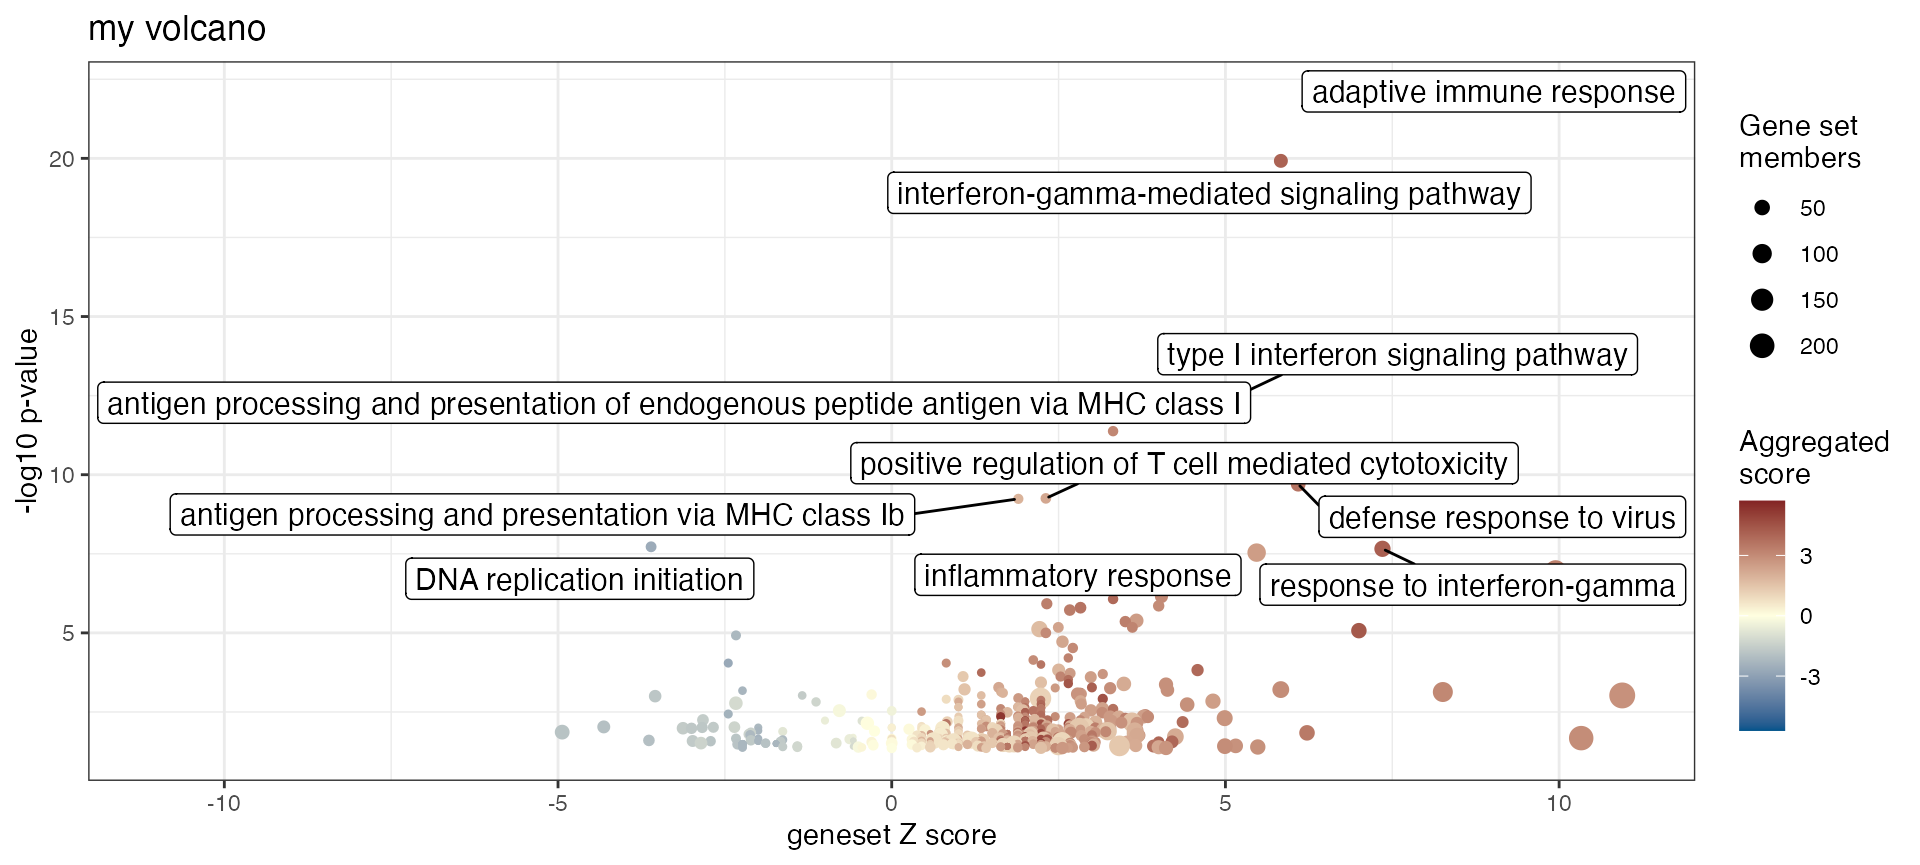 my volcano
adaptive immune response
interferon-gamma-mediated signaling pathway
type I interferon signaling pathway
antigen processing and presentation of endogenous peptide antigen via MHC class I
positive regulation of T cell mediated cytotoxicity
antigen processing and presentation via MHC class Ib
defense response to virus
DNA replication initiation
inflammatory response
response to interferon-gamma
20
15
10
5
-log10 p-value
-10
-5
0
5
10
geneset Z score
Gene set
members
50
100
150
200
Aggregated
score
3
0
-3